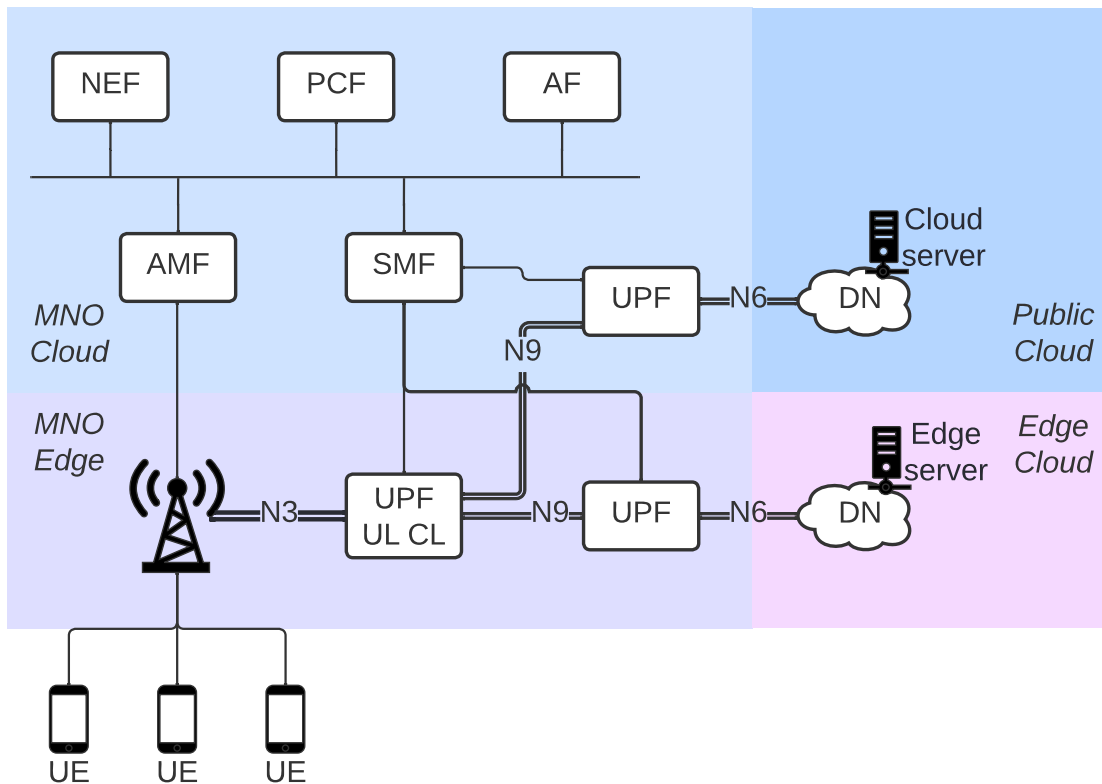 NEF
PCF
AF
AMF
SMF
UPF
N6
DN
Cloud
server
MNO
Cloud
Public
Cloud
N9
MNO
Edge
N3
UPF
UL CL
N9
UPF
N6
DN
Edge
server
Edge
Cloud
UE
UE
UE